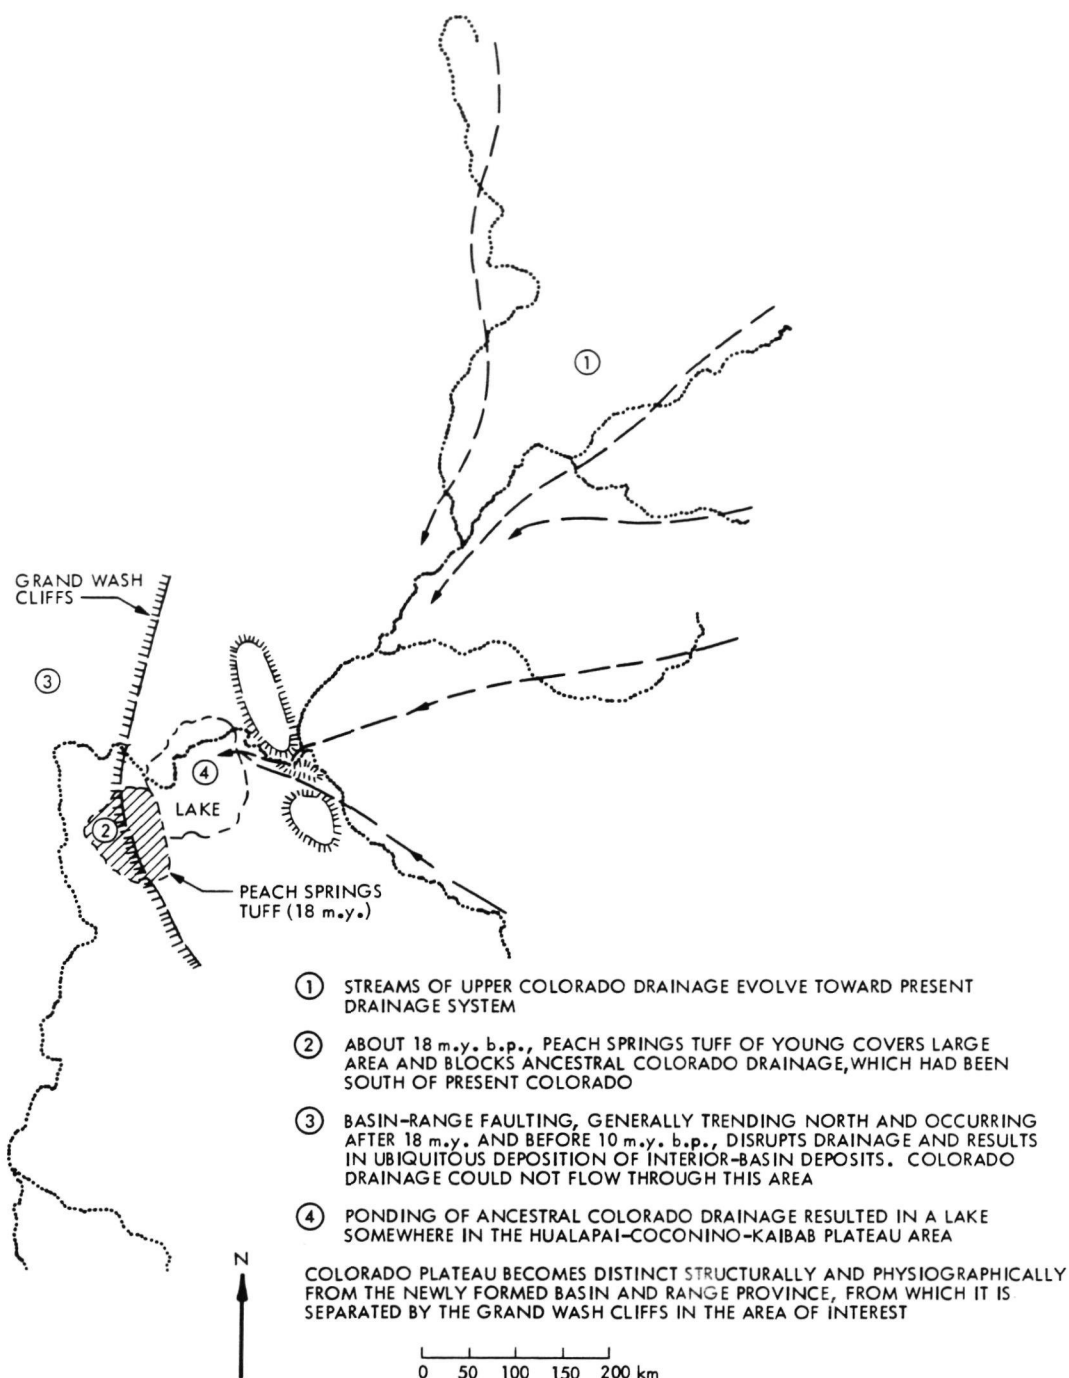 ①
GRAND WASH
CLIFFS
③
④
LAKE
②
PEACH SPRINGS
TUFF (18 m.y.)
① STREAMS OF UPPER COLORADO DRAINAGE EVOLVE TOWARD PRESENT
DRAINAGE SYSTEM
② ABOUT 18 m.y. b.p., PEACH SPRINGS TUFF OF YOUNG COVERS LARGE
AREA AND BLOCKS ANCESTRAL COLORADO DRAINAGE, WHICH HAD BEEN
SOUTH OF PRESENT COLORADO
③ BASIN-RANGE FAULTING, GENERALLY TRENDING NORTH AND OCCURRING
AFTER 18 m.y. AND BEFORE 10 m.y. b.p., DISRUPTS DRAINAGE AND RESULTS
IN UBIQUITOUS DEPOSITION OF INTERIOR-BASIN DEPOSITS. COLORADO
DRAINAGE COULD NOT FLOW THROUGH THIS AREA
④ PONDING OF ANCESTRAL COLORADO DRAINAGE RESULTED IN A LAKE
SOMEWHERE IN THE HUALAPAI-COCONINO-KAIBAB PLATEAU AREA
COLORADO PLATEAU BECOMES DISTINCT STRUCTURALLY AND PHYSIOGRAPHICALLY
FROM THE NEWLY FORMED BASIN AND RANGE PROVINCE, FROM WHICH IT IS
SEPARATED BY THE GRAND WASH CLIFFS IN THE AREA OF INTEREST
N
0 50 100 150 200 km